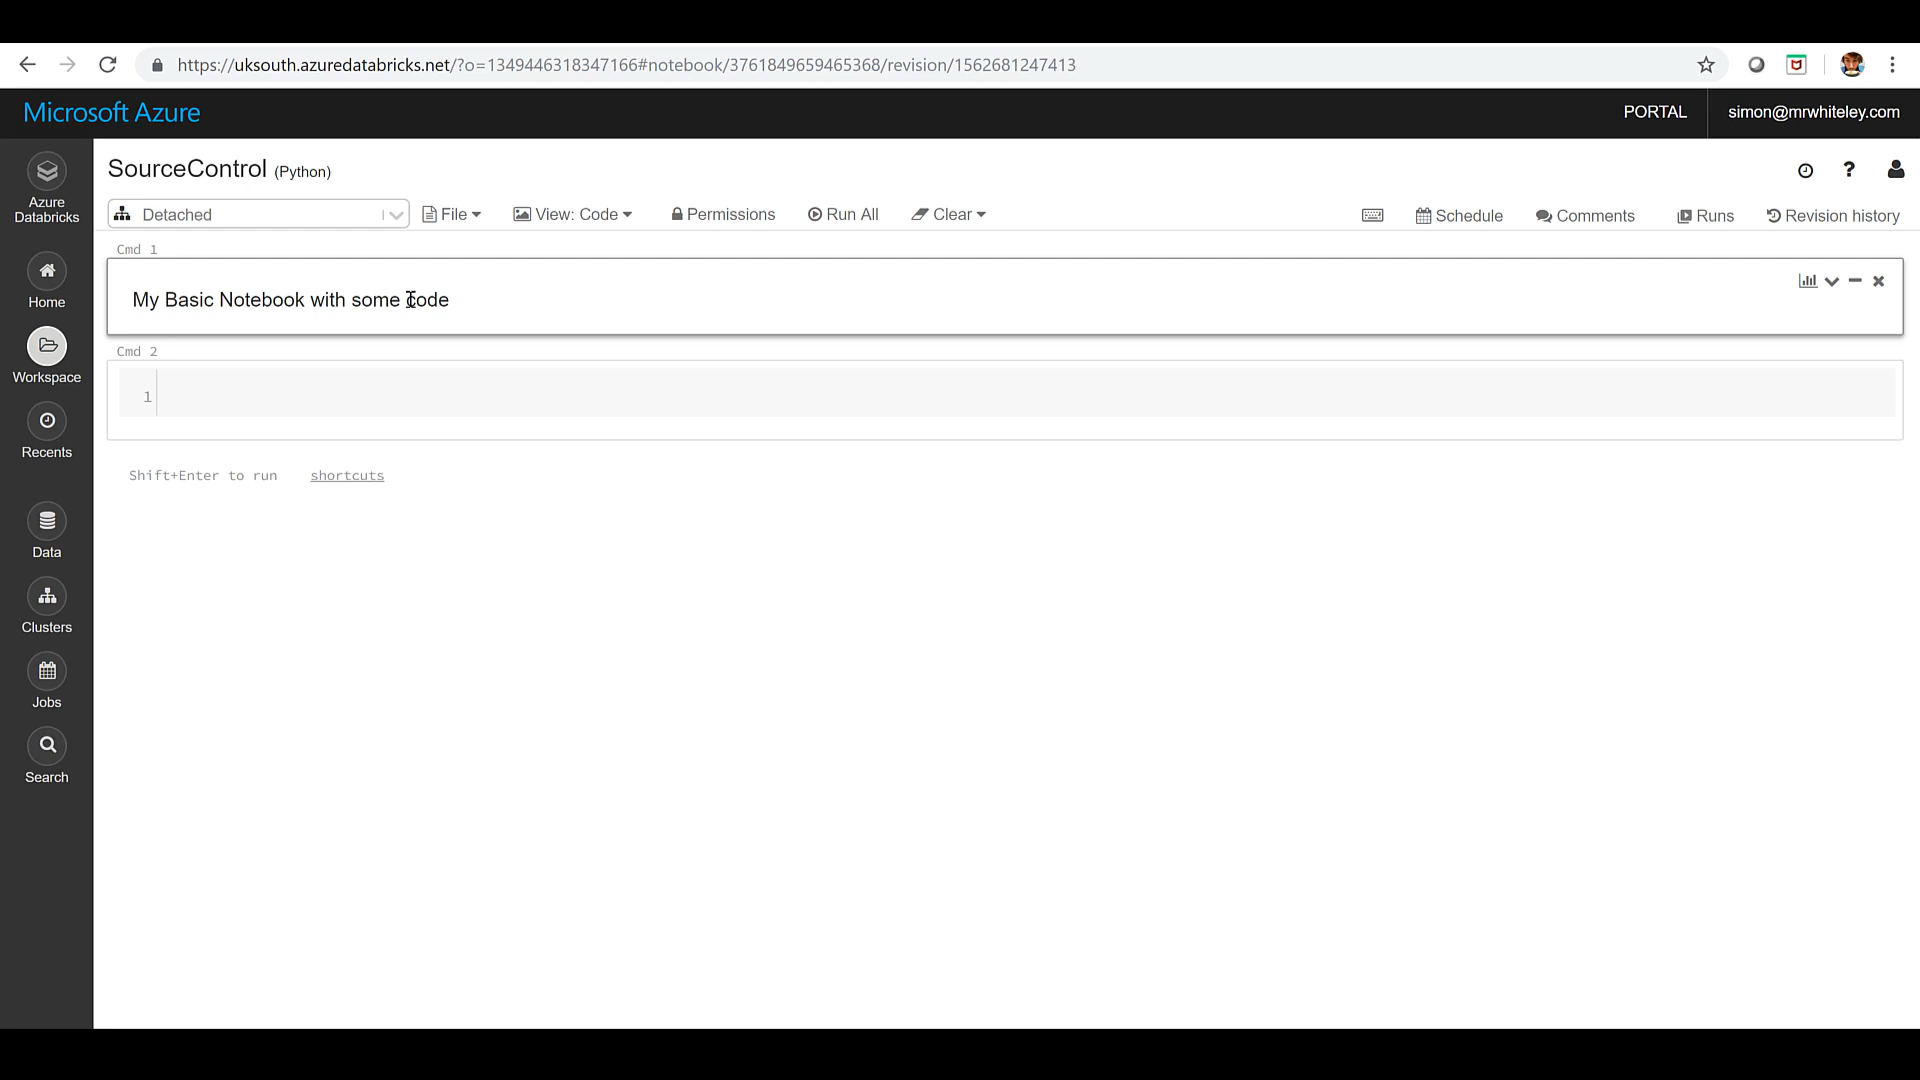 https://uksouth.azuredatabricks.net/?o=1349446318347166#notebook/3761849659465368/revision/1562681247413
Microsoft Azure
PORTAL
simon@mrwhiteley.com
Azure
Databricks
Home
Workspace
Recents
Data
Clusters
Jobs
Search
SourceControl (Python)
Detached
File
View: Code
Permissions
Run All
Clear
Schedule
Comments
Runs
Revision history
Cmd 1
My Basic Notebook with some code
Cmd 2
1
Shift+Enter to run shortcuts